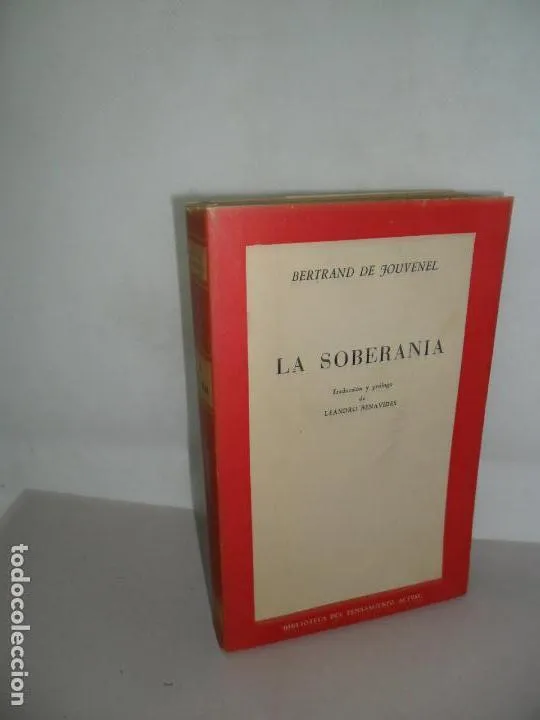 BERTRAND DE JOUVENEL
LA SOBERANIA
Traducción y prólogo
de
LEANDRO BENAVIDES
BIBLIOTECA DEL PENSAMIENTO ACTUAL
todocoleccion